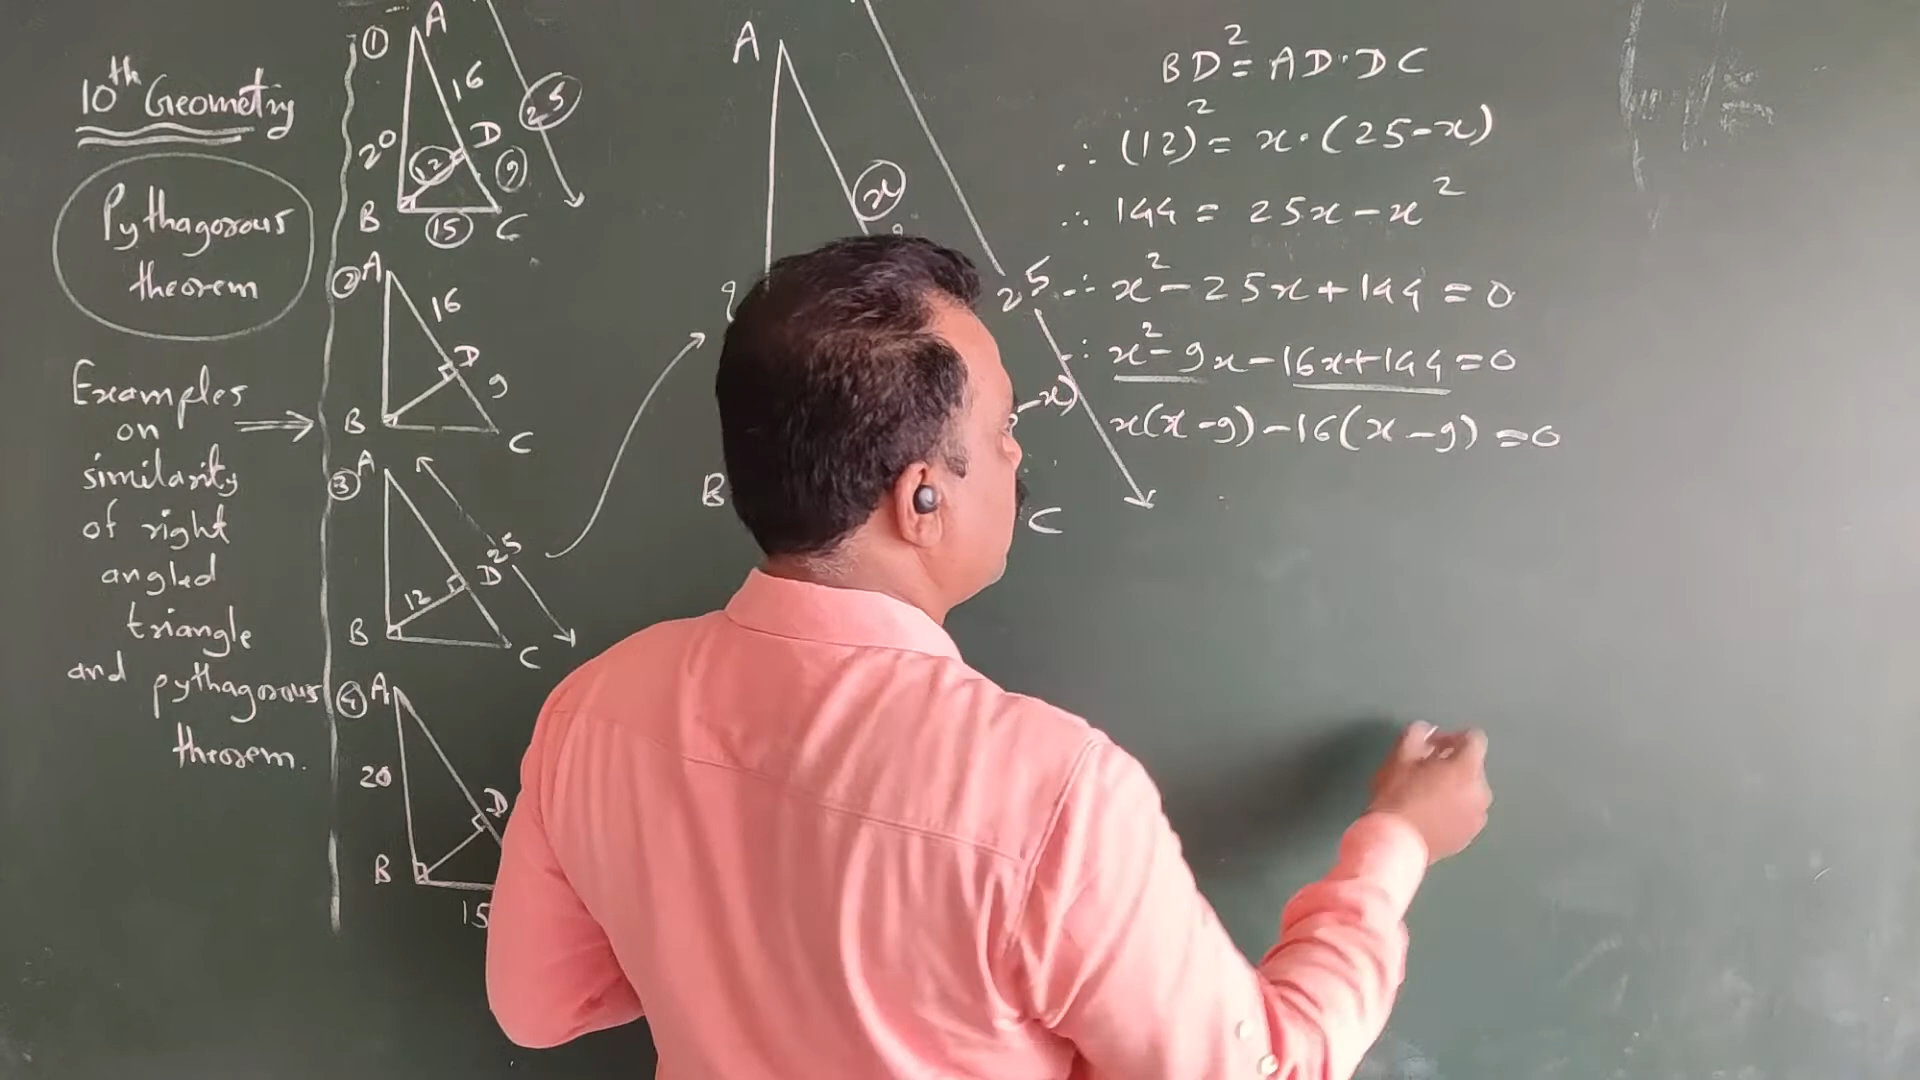 10th Geometry
Pythagorous
theorem
Examples
on
similarity
of right
angled
triangle
and pythagorous
theorem.
① A
16
25
20
D
12
9
B
15
C
② A
16
D
9
B
C
③ A
25
D
12
B
C
④ A
20
D
B
15
A
x
?
25
-x)
B
C
BD² = AD·DC
∴ (12)² = x·(25-x)
∴ 144 = 25x-x²
∴ x²-25x+144=0
∴ x²-9x-16x+144=0
x(x-9)-16(x-9)=0